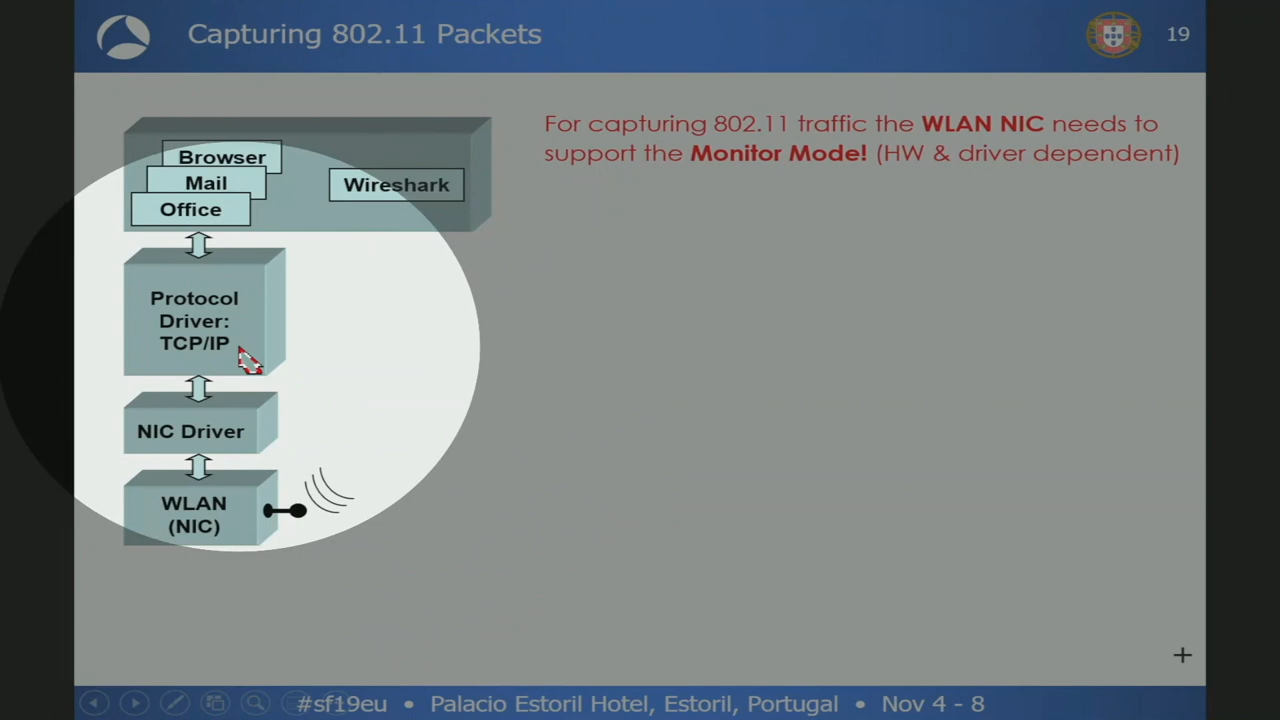 Capturing 802.11 Packets
19
For capturing 802.11 traffic the WLAN NIC needs to
support the Monitor Mode! (HW & driver dependent)
Browser
Mail
Office
Wireshark
Protocol
Driver:
TCP/IP
NIC Driver
WLAN
(NIC)
#sf19eu • Palacio Estoril Hotel, Estoril, Portugal • Nov 4 - 8